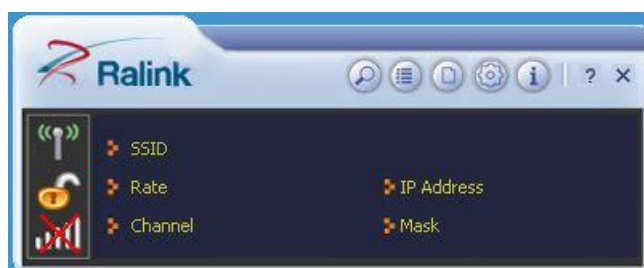 Ralink
? ×
SSID
Rate
IP Address
Channel
Mask